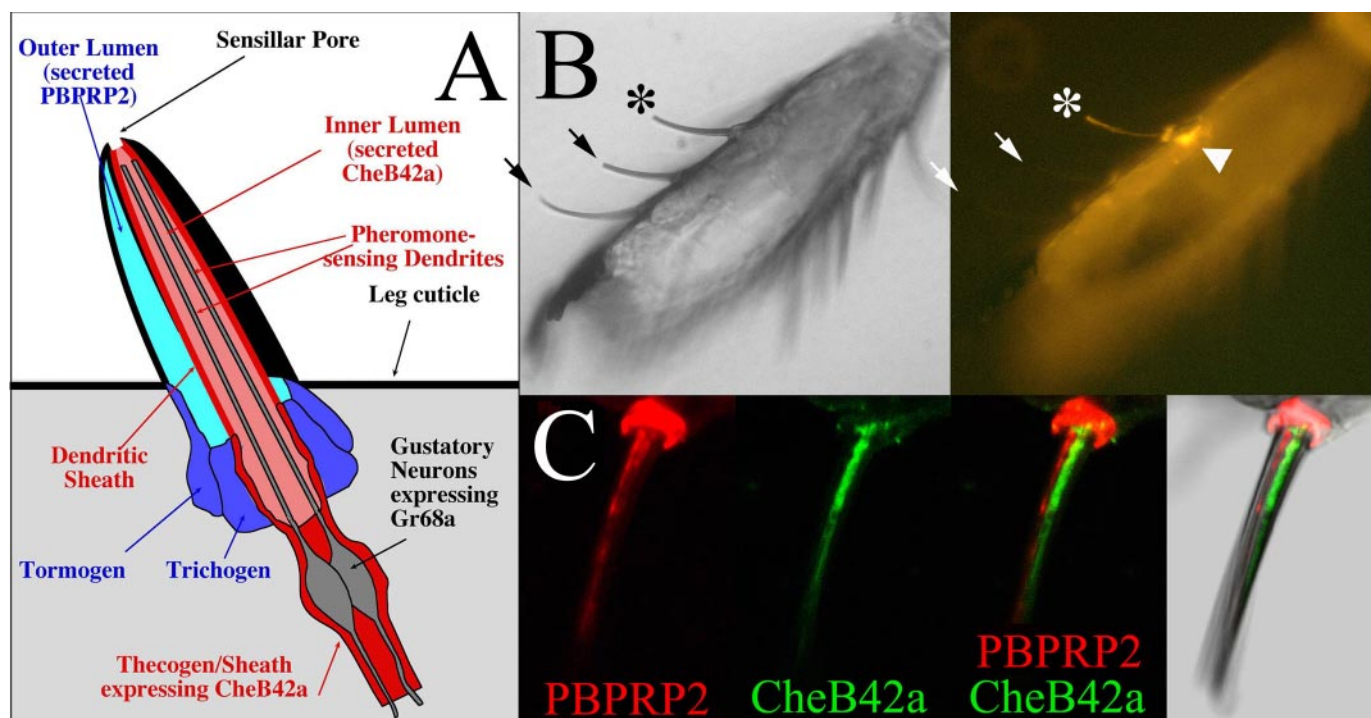 A
Sensillar Pore
Outer Lumen
(secreted
PBPRP2)
Inner Lumen
(secreted
CheB42a)
Pheromone-
sensing Dendrites
Leg cuticle
Dendritic
Sheath
Gustatory
Neurons
expressing
Gr68a
Tormogen
Trichogen
Thecogen/Sheath
expressing CheB42a
B
*
*
C
PBPRP2
CheB42a
PBPRP2
CheB42a